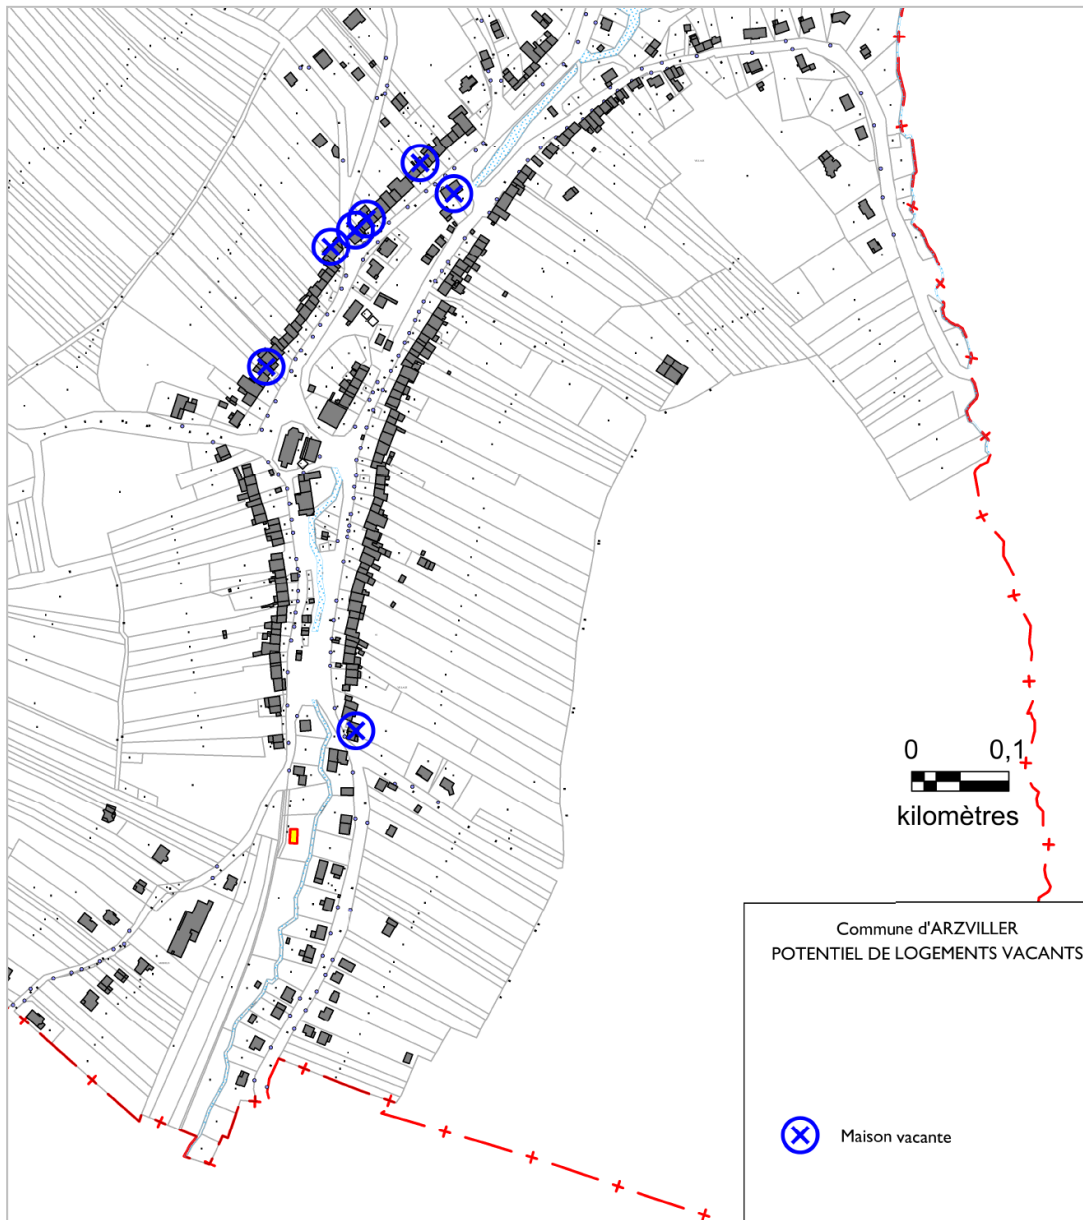 0 0,1
kilomètres
Commune d'ARZVILLER
POTENTIEL DE LOGEMENTS VACANTS
Maison vacante